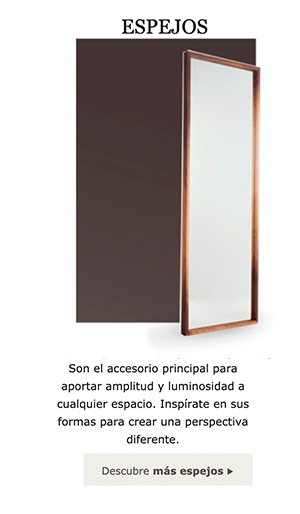 ESPEJOS
Son el accesorio principal para
aportar amplitud y luminosidad a
cualquier espacio. Inspírate en sus
formas para crear una perspectiva
diferente.
Descubre más espejos ▸